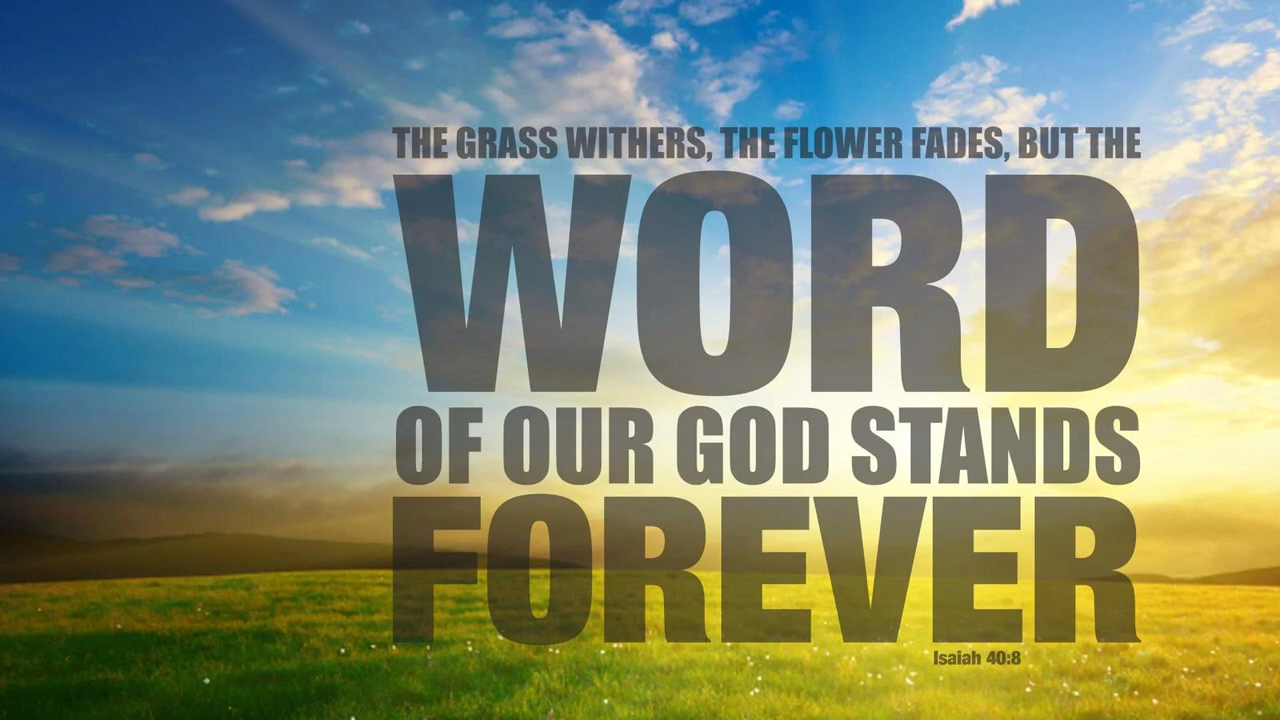 THE GRASS WITHERS, THE FLOWER FADES, BUT THE
WORD
OF OUR GOD STANDS
FOREVER
Isaiah 40:8